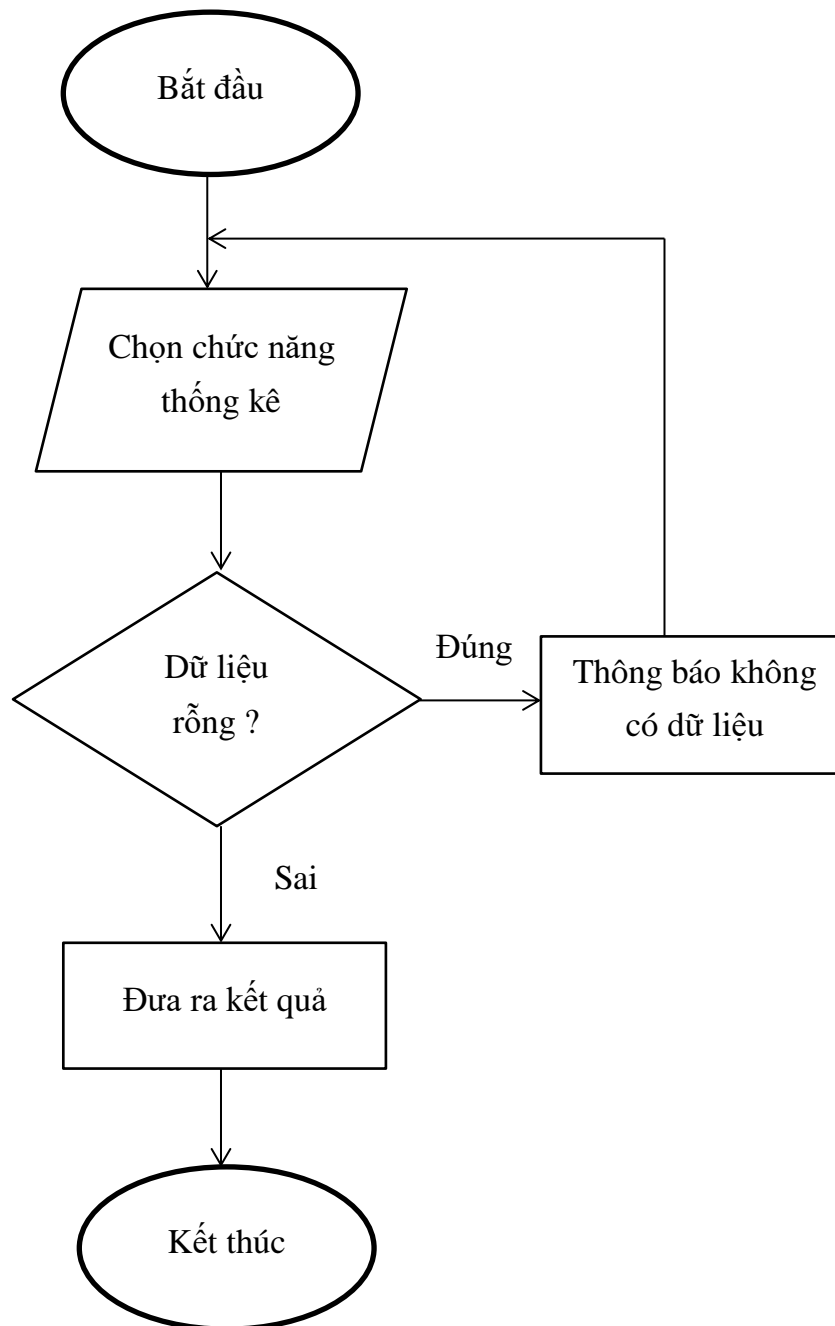 Bắt đầu
Chọn chức năng
thống kê
Dữ liệu
rỗng ?
Đúng
Thông báo không
có dữ liệu
Sai
Đưa ra kết quả
Kết thúc